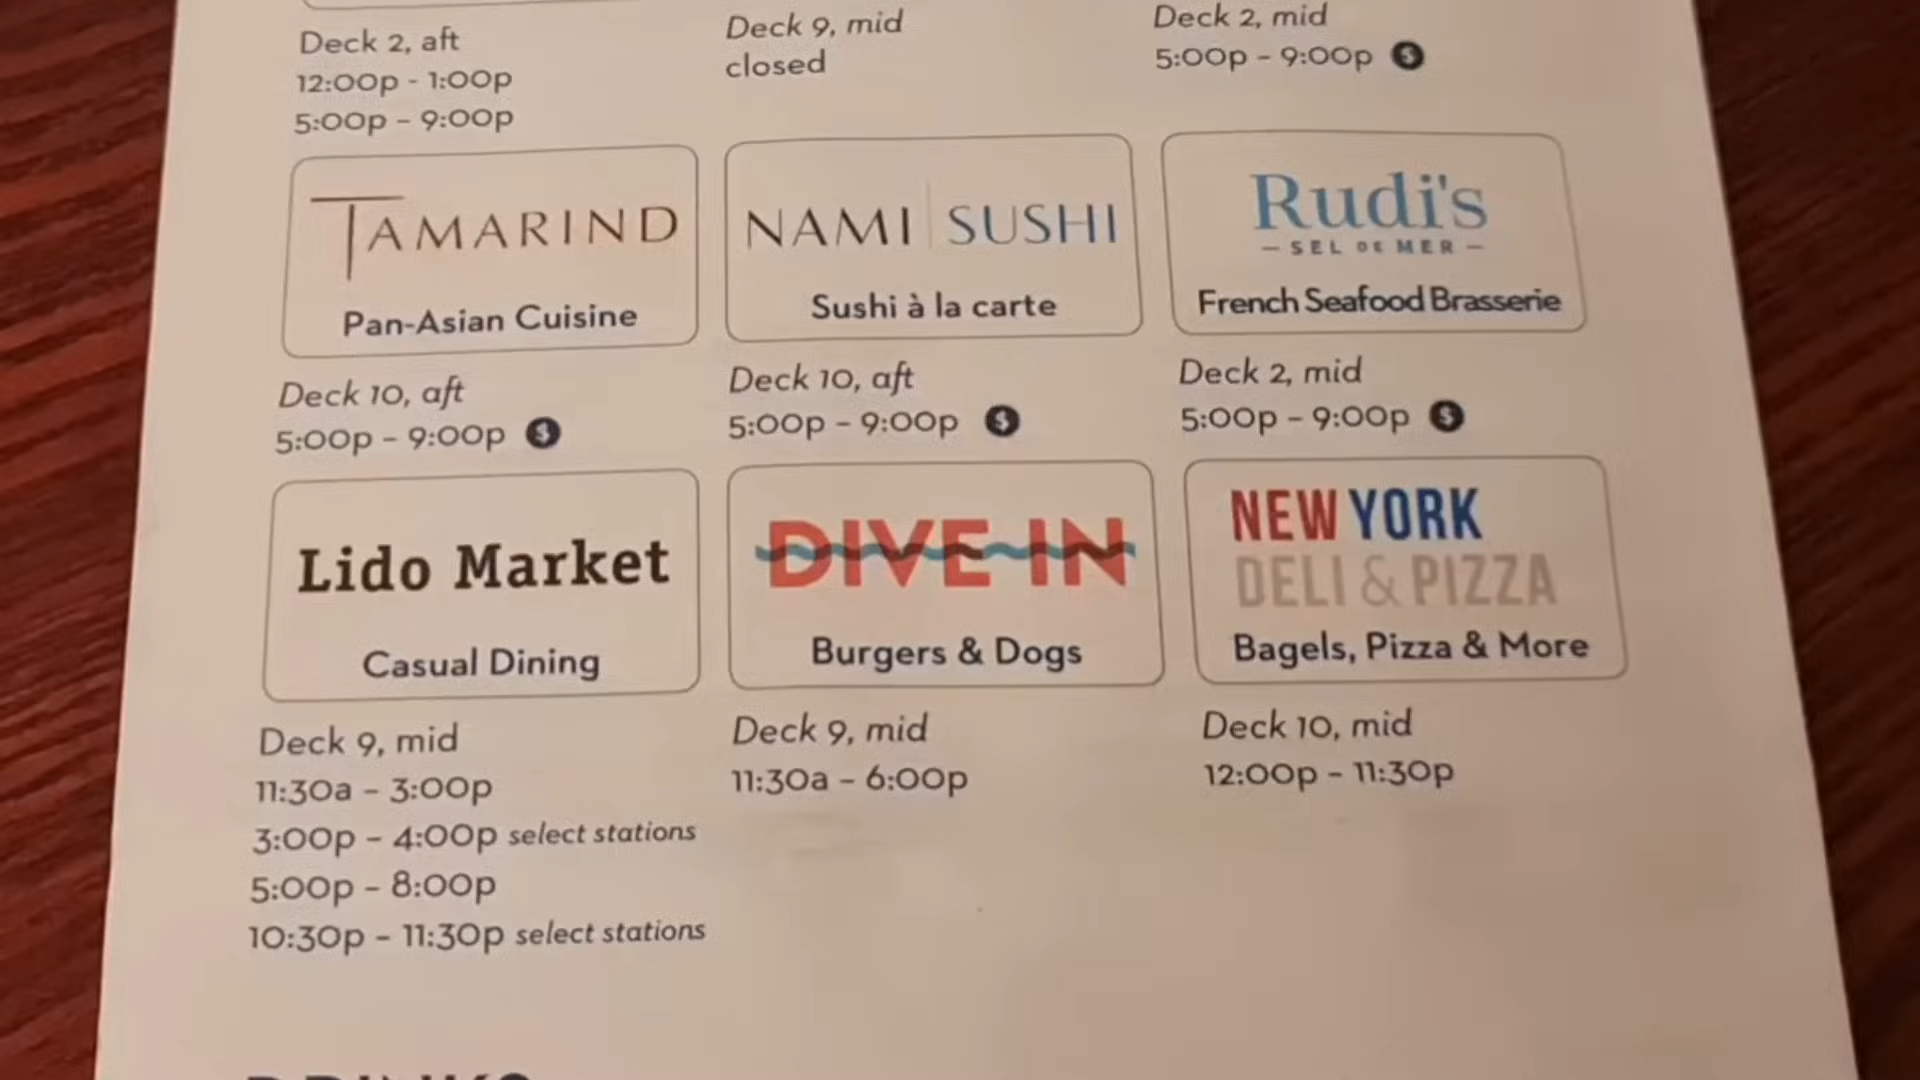 Deck 2, aft
12:00p - 1:00p
5:00p - 9:00p
Deck 9, mid
closed
Deck 2, mid
5:00p - 9:00p $
TAMARIND
Pan-Asian Cuisine
Deck 10, aft
5:00p - 9:00p $
NAMI | SUSHI
Sushi à la carte
Deck 10, aft
5:00p - 9:00p $
Rudi's
— SEL DE MER —
French Seafood Brasserie
Deck 2, mid
5:00p - 9:00p $
Lido Market
Casual Dining
Deck 9, mid
11:30a - 3:00p
3:00p - 4:00p select stations
5:00p - 8:00p
10:30p - 11:30p select stations
DIVE IN
Burgers & Dogs
Deck 9, mid
11:30a - 6:00p
NEW YORK
DELI & PIZZA
Bagels, Pizza & More
Deck 10, mid
12:00p - 11:30p